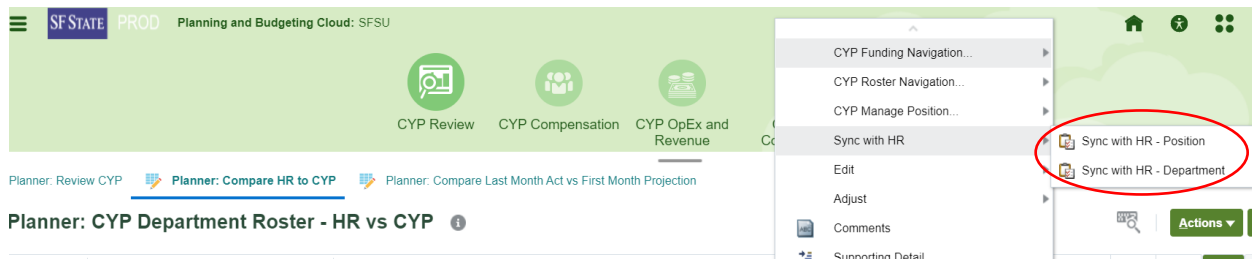 SF STATE PROD Planning and Budgeting Cloud: SFSU
CYP Review
CYP Compensation
CYP OpEx and
Revenue
CYP Funding Navigation...
CYP Roster Navigation...
CYP Manage Position...
Sync with HR
Edit
Adjust
Comments
Supporting Detail
Sync with HR - Position
Sync with HR - Department
Planner: Review CYP
Planner: Compare HR to CYP
Planner: Compare Last Month Act vs First Month Projection
Planner: CYP Department Roster - HR vs CYP
Actions